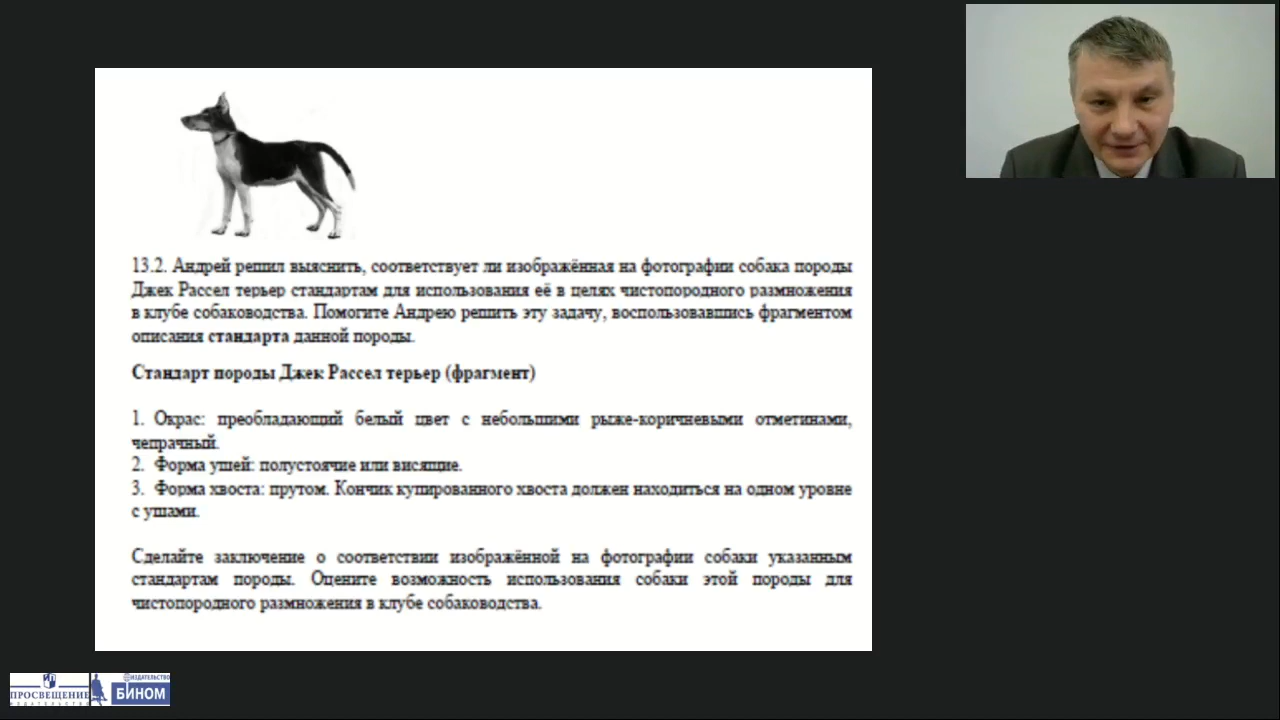 13.2. Андрей решил выяснить, соответствует ли изображённая на фотографии собака породы
Джек Рассел терьер стандартам для использования её в целях чистопородного размножения
в клубе собаководства. Помогите Андрею решить эту задачу, воспользовавшись фрагментом
описания стандарта данной породы.
Стандарт породы Джек Рассел терьер (фрагмент)
1. Окрас: преобладающий белый цвет с небольшими рыже-коричневыми отметинами,
чепрачный.
2. Форма ушей: полустоячие или висящие.
3. Форма хвоста: прутом. Кончик купированного хвоста должен находиться на одном уровне
с ушами.
Сделайте заключение о соответствии изображённой на фотографии собаки указанным
стандартам породы. Оцените возможность использования собаки этой породы для
чистопородного размножения в клубе собаководства.
ПРОСВЕЩЕНИЕ
ИЗДАТЕЛЬСТВО
ИЗДАТЕЛЬСТВО
БИНОМ